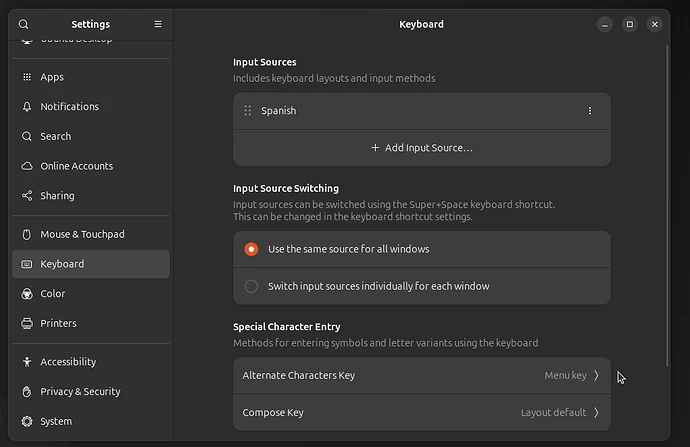 Settings
Keyboard
Ubuntu Desktop
Apps
Notifications
Search
Online Accounts
Sharing
Mouse & Touchpad
Keyboard
Color
Printers
Accessibility
Privacy & Security
System
Input Sources
Includes keyboard layouts and input methods
Spanish
Add Input Source…
Input Source Switching
Input sources can be switched using the Super+Space keyboard shortcut.
This can be changed in the keyboard shortcut settings.
Use the same source for all windows
Switch input sources individually for each window
Special Character Entry
Methods for entering symbols and letter variants using the keyboard
Alternate Characters Key Menu key
Compose Key Layout default